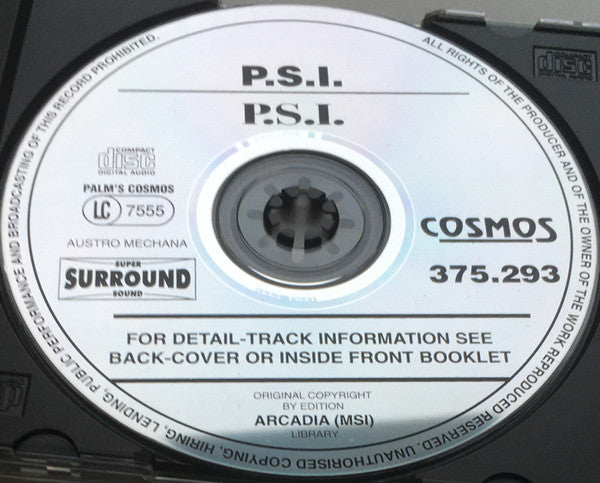 P.S.I.
P.S.I.
COMPACT
disc
DIGITAL AUDIO
PALM'S COSMOS
LC 7555
AUSTRO MECHANA
SUPER
SURROUND
SOUND
COSMOS
375.293
FOR DETAIL-TRACK INFORMATION SEE
BACK-COVER OR INSIDE FRONT BOOKLET
ORIGINAL COPYRIGHT
BY EDITION
ARCADIA (MSI)
LIBRARY
ALL RIGHTS OF THE PRODUCER AND OF THE OWNER OF THE WORK REPRODUCED RESERVED. UNAUTHORISED COPYING, HIRING, LENDING, PUBLIC PERFORMANCE AND BROADCASTING OF THIS RECORD PROHIBITED.
disc